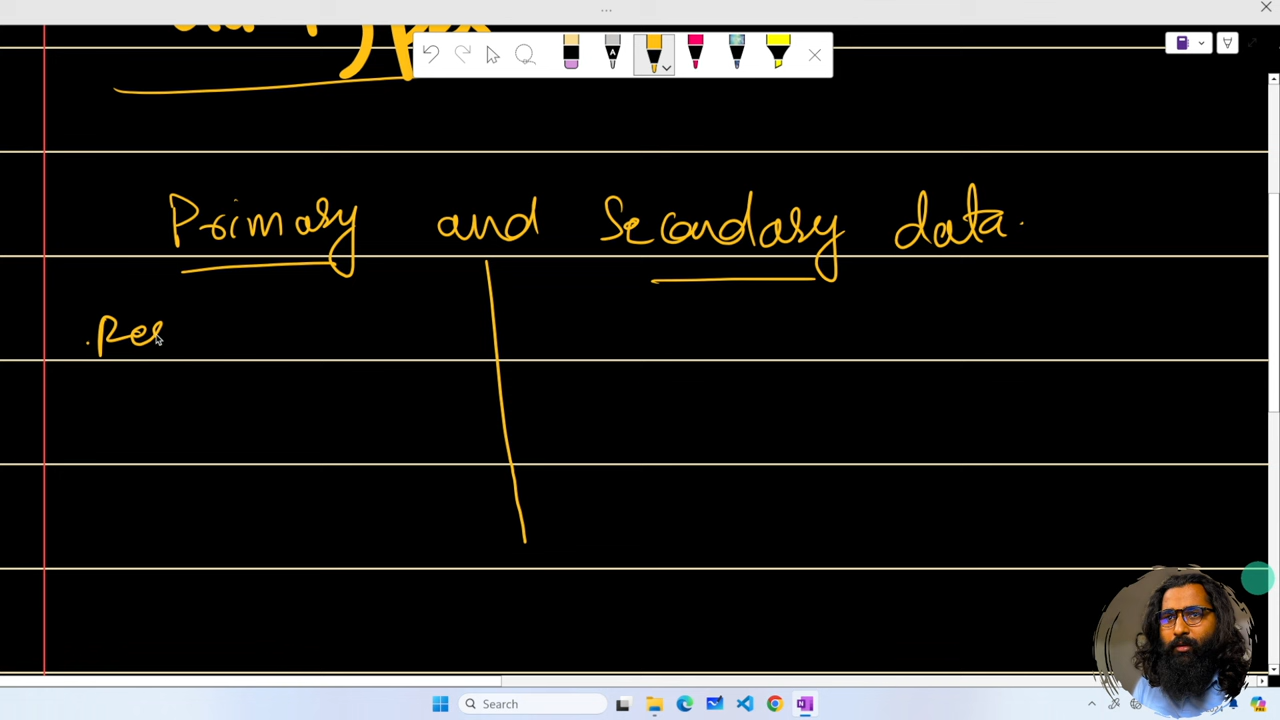 Primary and Secondary data.
. Res
Search